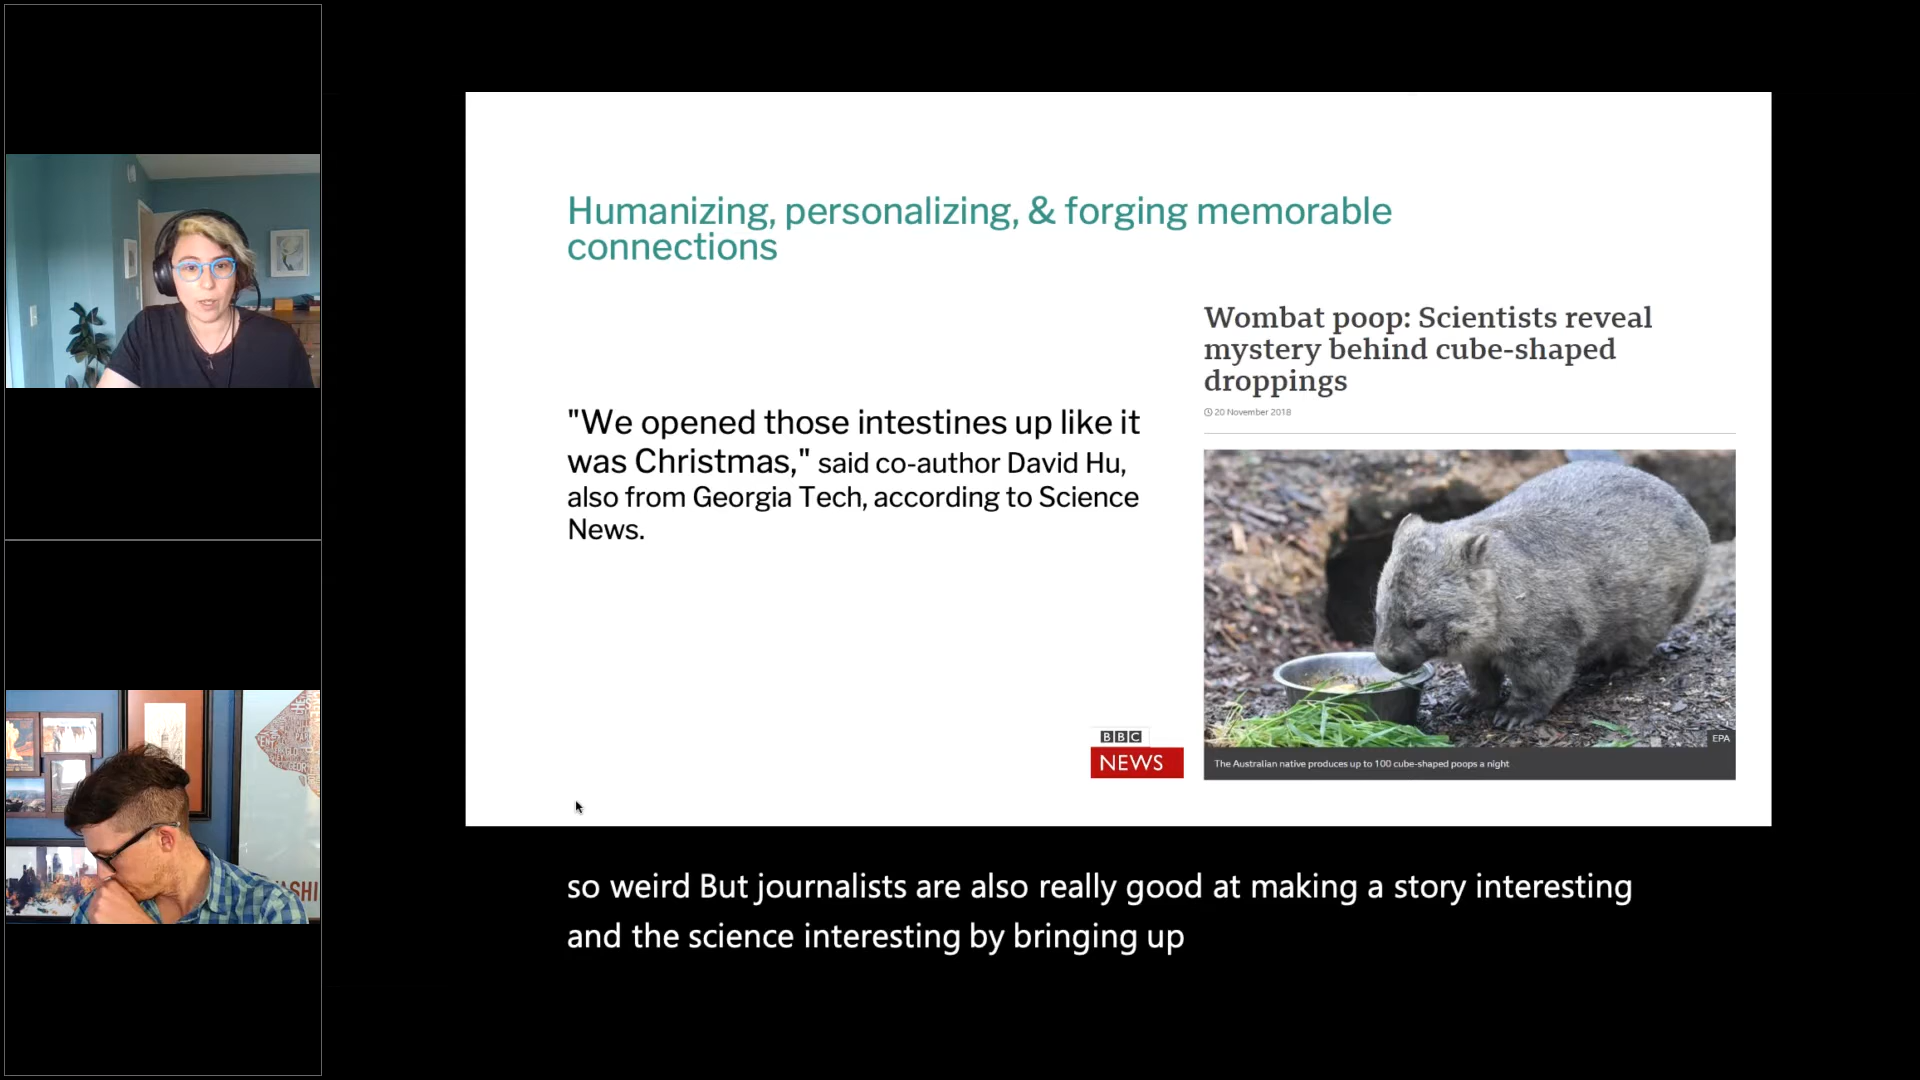 Humanizing, personalizing, & forging memorable
connections
"We opened those intestines up like it
was Christmas," said co-author David Hu,
also from Georgia Tech, according to Science
News.
Wombat poop: Scientists reveal
mystery behind cube-shaped
droppings
20 November 2018
EPA
The Australian native produces up to 100 cube-shaped poops a night
BBC
NEWS
so weird But journalists are also really good at making a story interesting
and the science interesting by bringing up